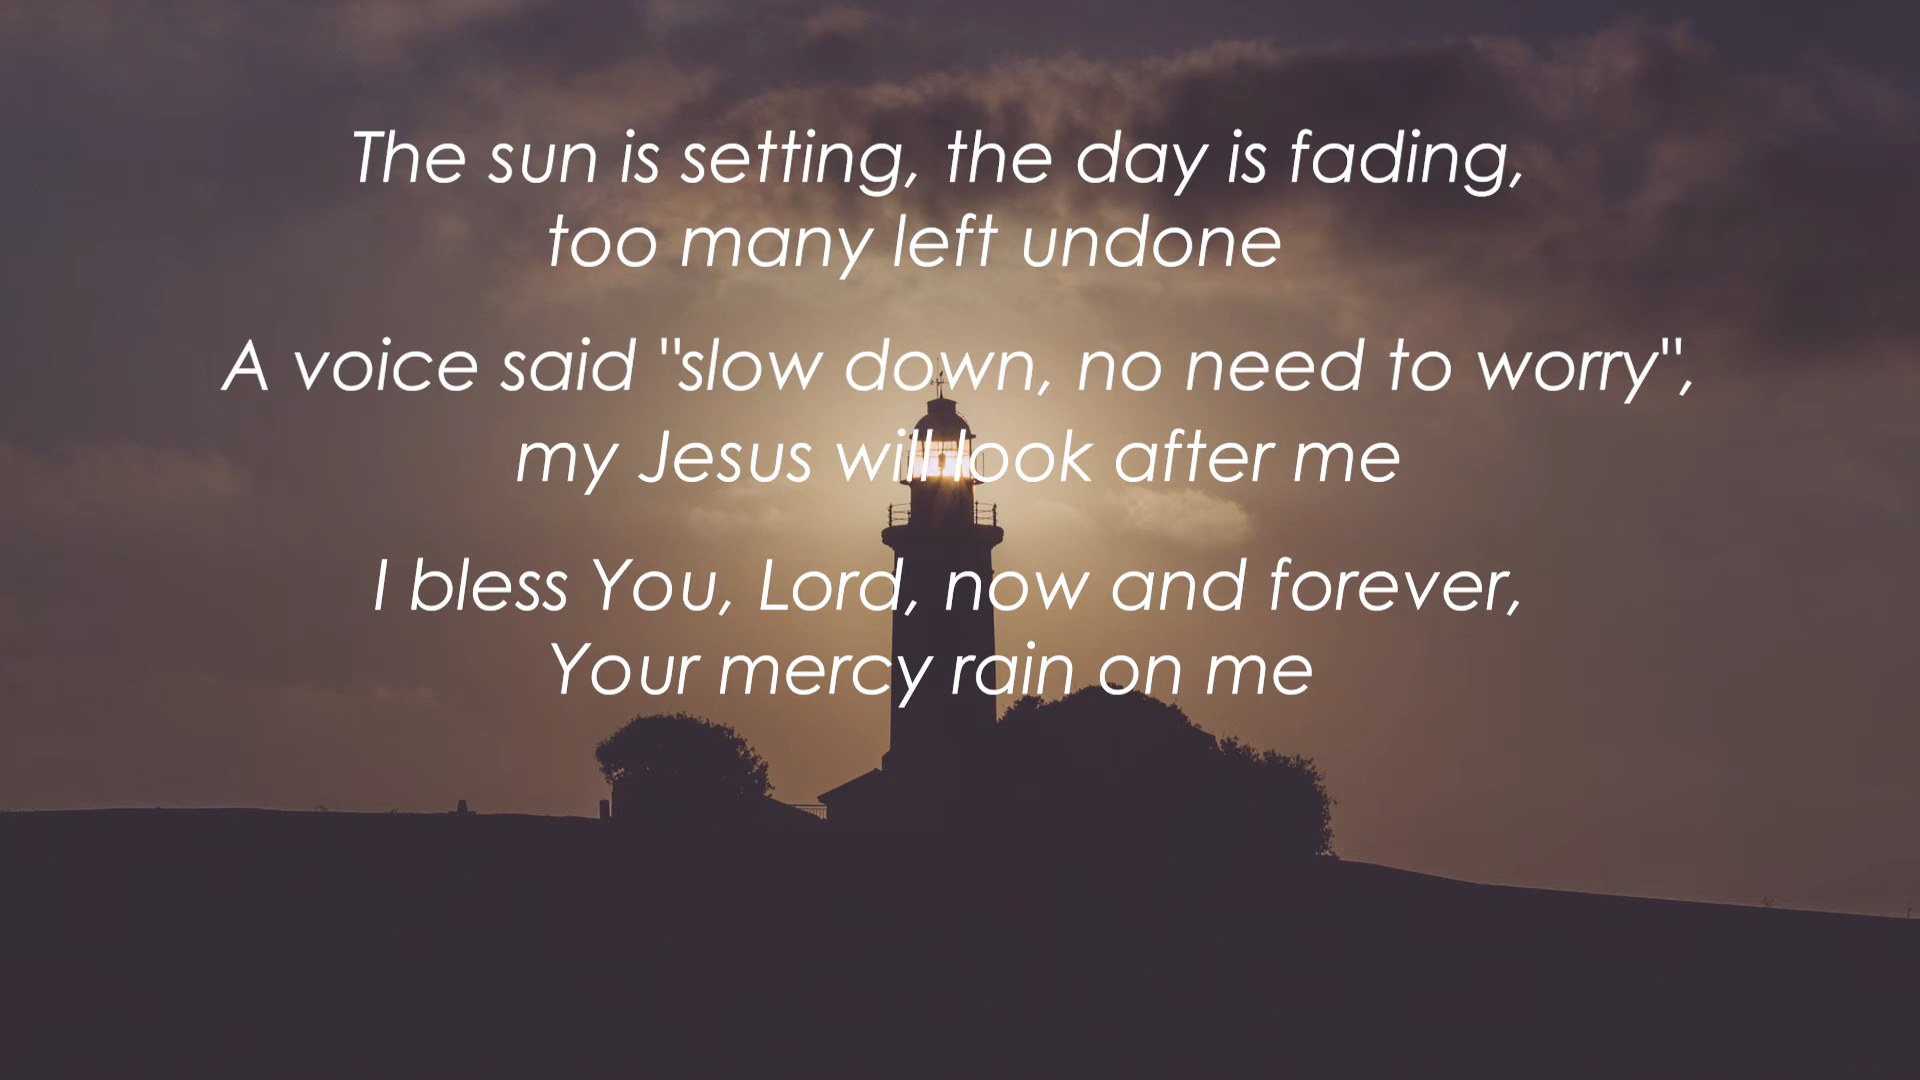 The sun is setting, the day is fading,
too many left undone
A voice said "slow down, no need to worry",
my Jesus will look after me
I bless You, Lord, now and forever,
Your mercy rain on me